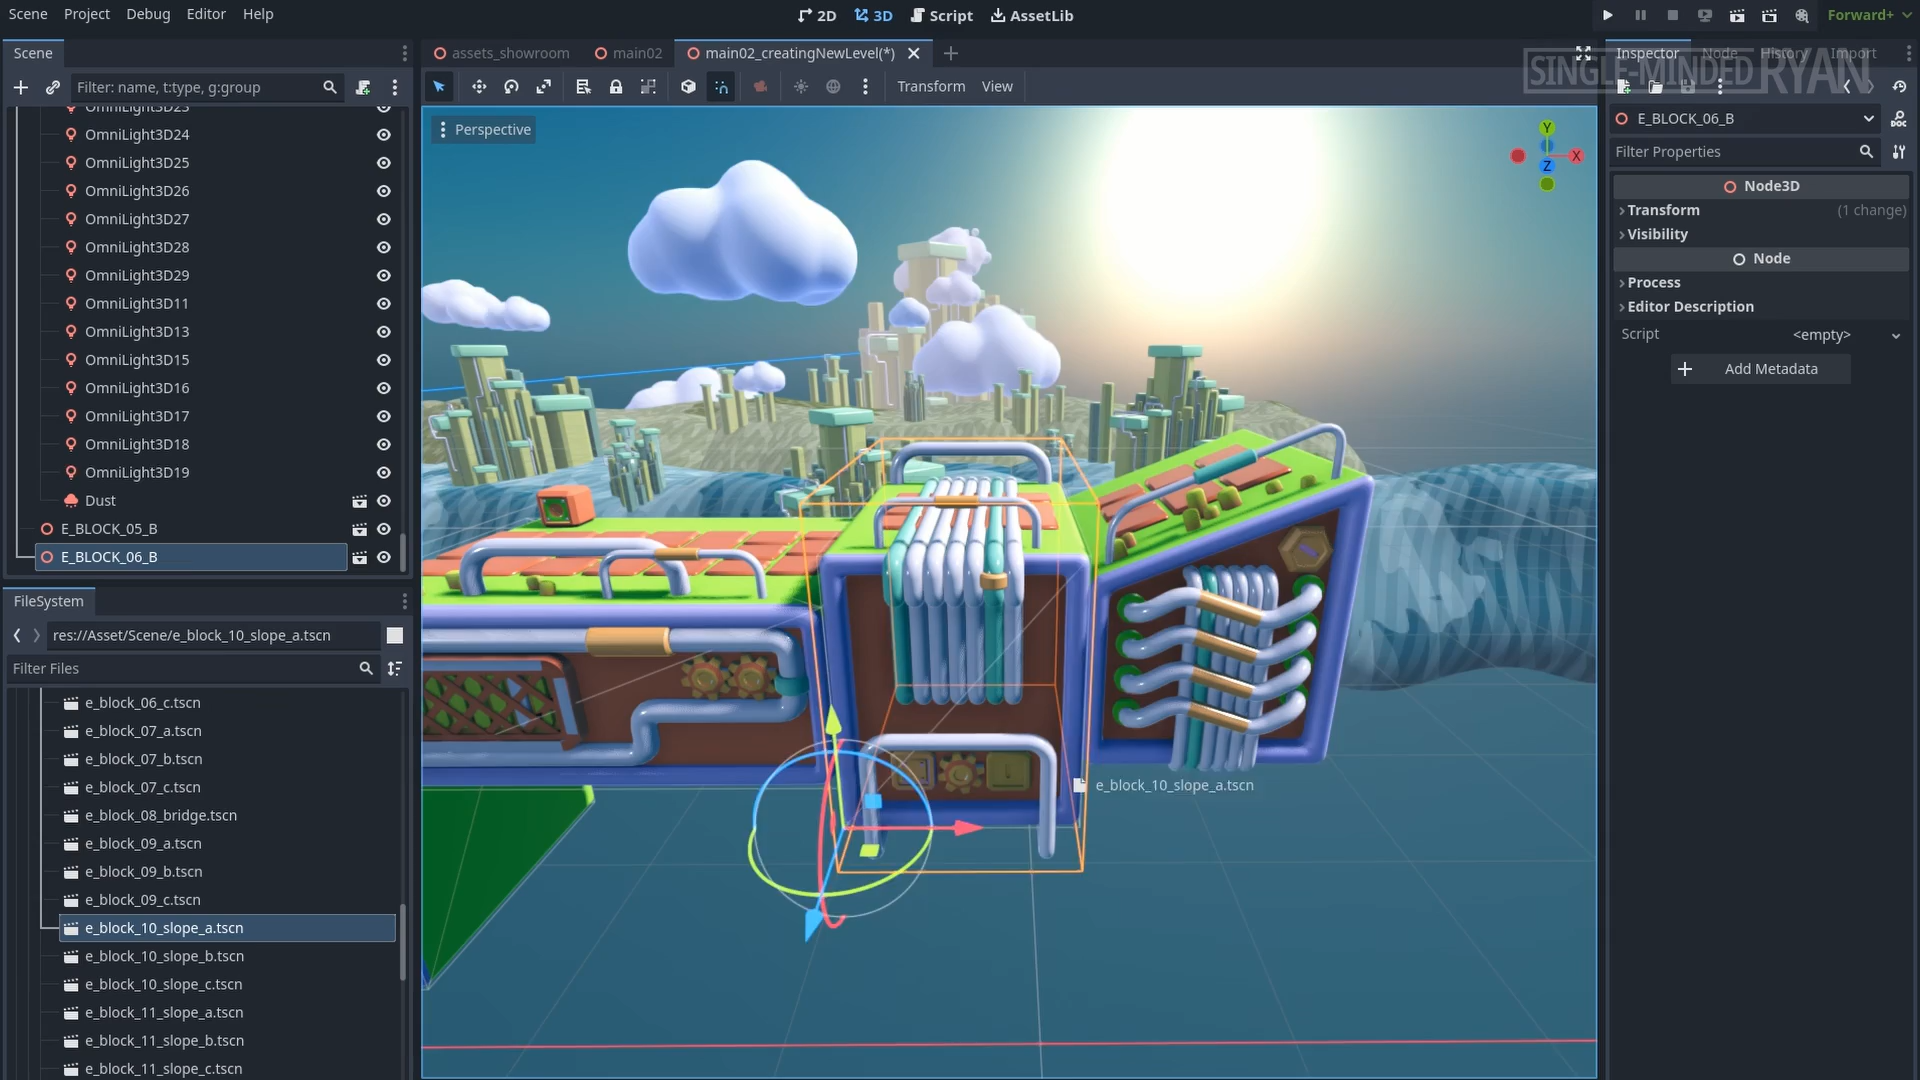 Scene Project Debug Editor Help
2D 3D Script AssetLib
Forward+
Scene
Filter: name, t:type, g:group
OmniLight3D23
OmniLight3D24
OmniLight3D25
OmniLight3D26
OmniLight3D27
OmniLight3D28
OmniLight3D29
OmniLight3D11
OmniLight3D13
OmniLight3D15
OmniLight3D16
OmniLight3D17
OmniLight3D18
OmniLight3D19
Dust
E_BLOCK_05_B
E_BLOCK_06_B
FileSystem
res://Asset/Scene/e_block_10_slope_a.tscn
Filter Files
e_block_06_c.tscn
e_block_07_a.tscn
e_block_07_b.tscn
e_block_07_c.tscn
e_block_08_bridge.tscn
e_block_09_a.tscn
e_block_09_b.tscn
e_block_09_c.tscn
e_block_10_slope_a.tscn
e_block_10_slope_b.tscn
e_block_10_slope_c.tscn
e_block_11_slope_a.tscn
e_block_11_slope_b.tscn
e_block_11_slope_c.tscn
assets_showroom main02 main02_creatingNewLevel(*)
Transform View
Perspective
Y
X
Z
e_block_10_slope_a.tscn
Inspector Node History Import
SINGLE-MINDED RYAN
E_BLOCK_06_B
DOC
Filter Properties
Node3D
Transform (1 change)
Visibility
Node
Process
Editor Description
Script <empty>
Add Metadata